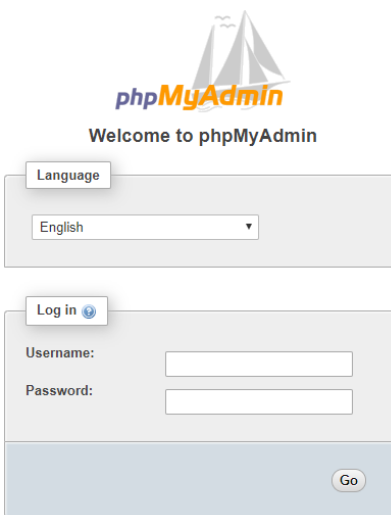 phpMyAdmin
Welcome to phpMyAdmin
Language
English
Log in
Username:
Password:
Go